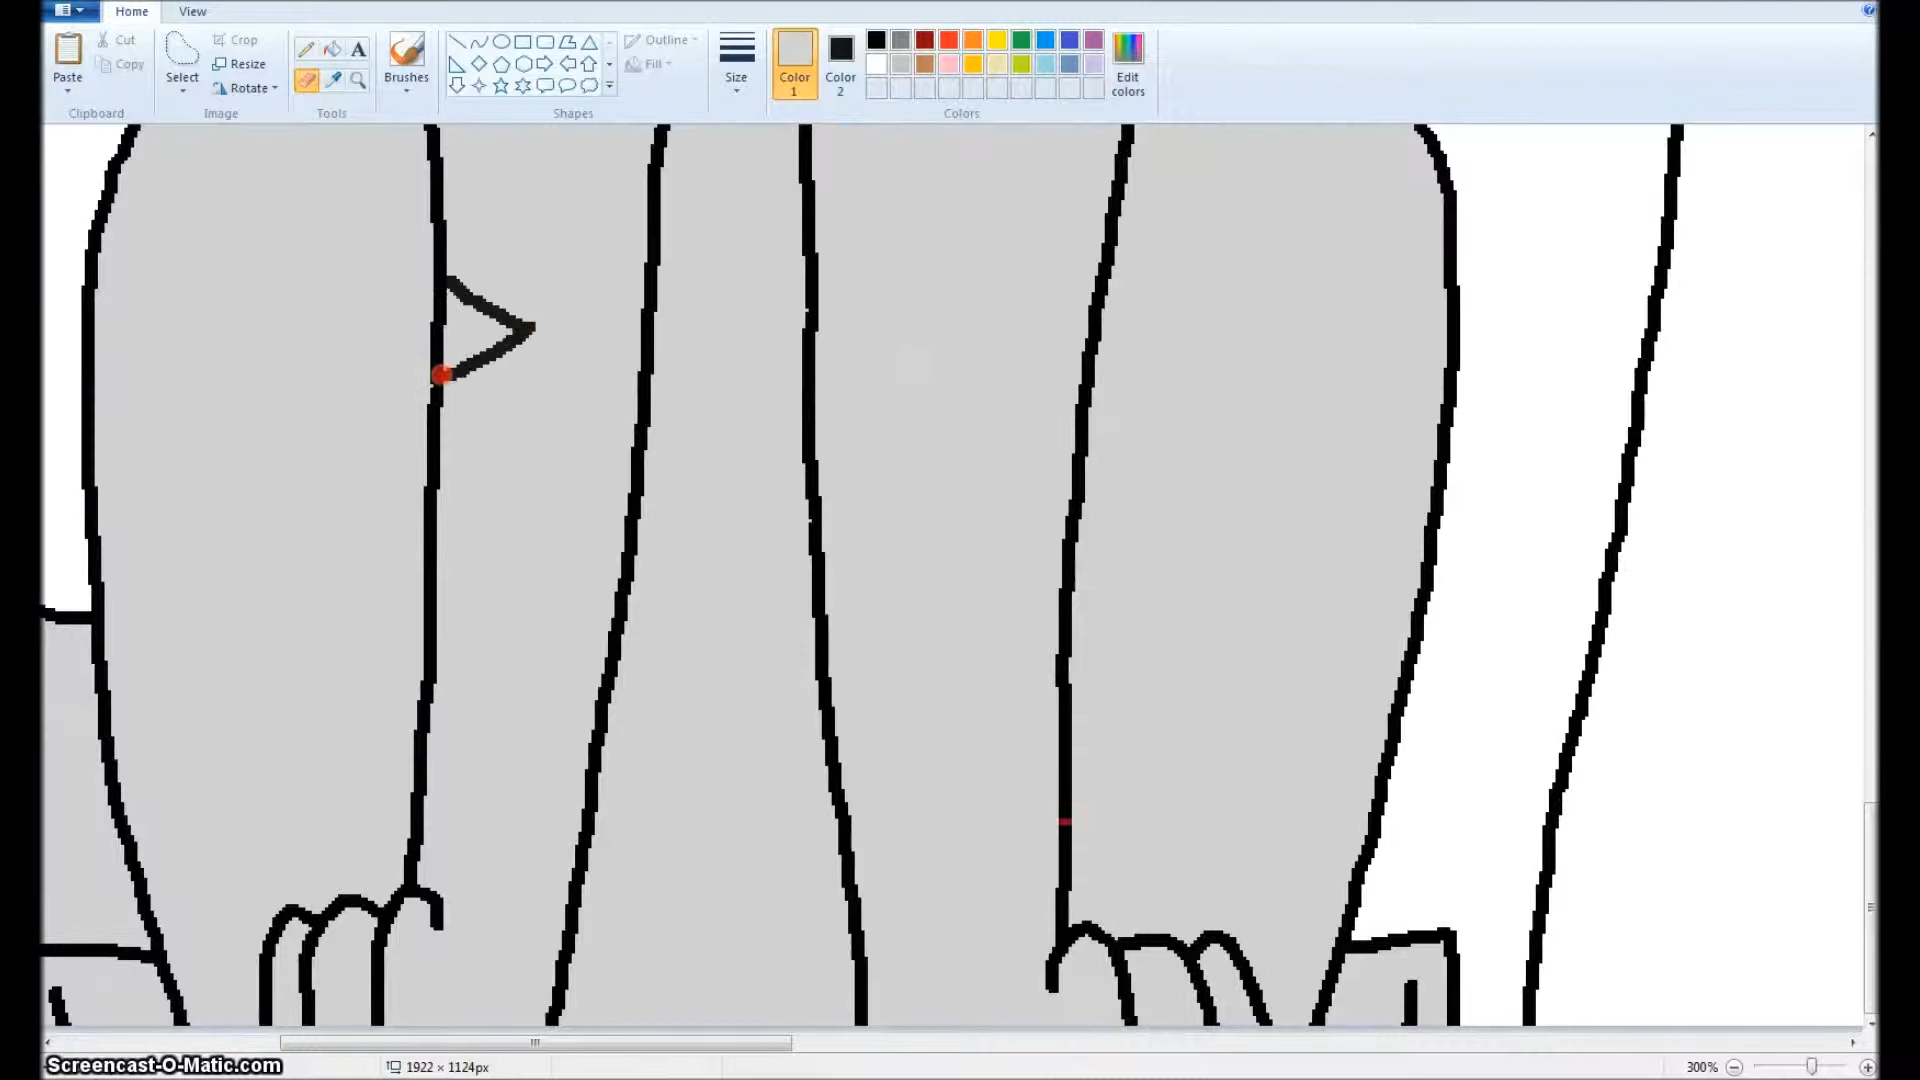 Home View
Cut Crop Outline
Copy Resize Fill
Paste Select Rotate Brushes Size Color 1 Color 2 Edit colors
Clipboard Image Tools Shapes Colors
Screencast-O-Matic.com 1922 × 1124px 300%